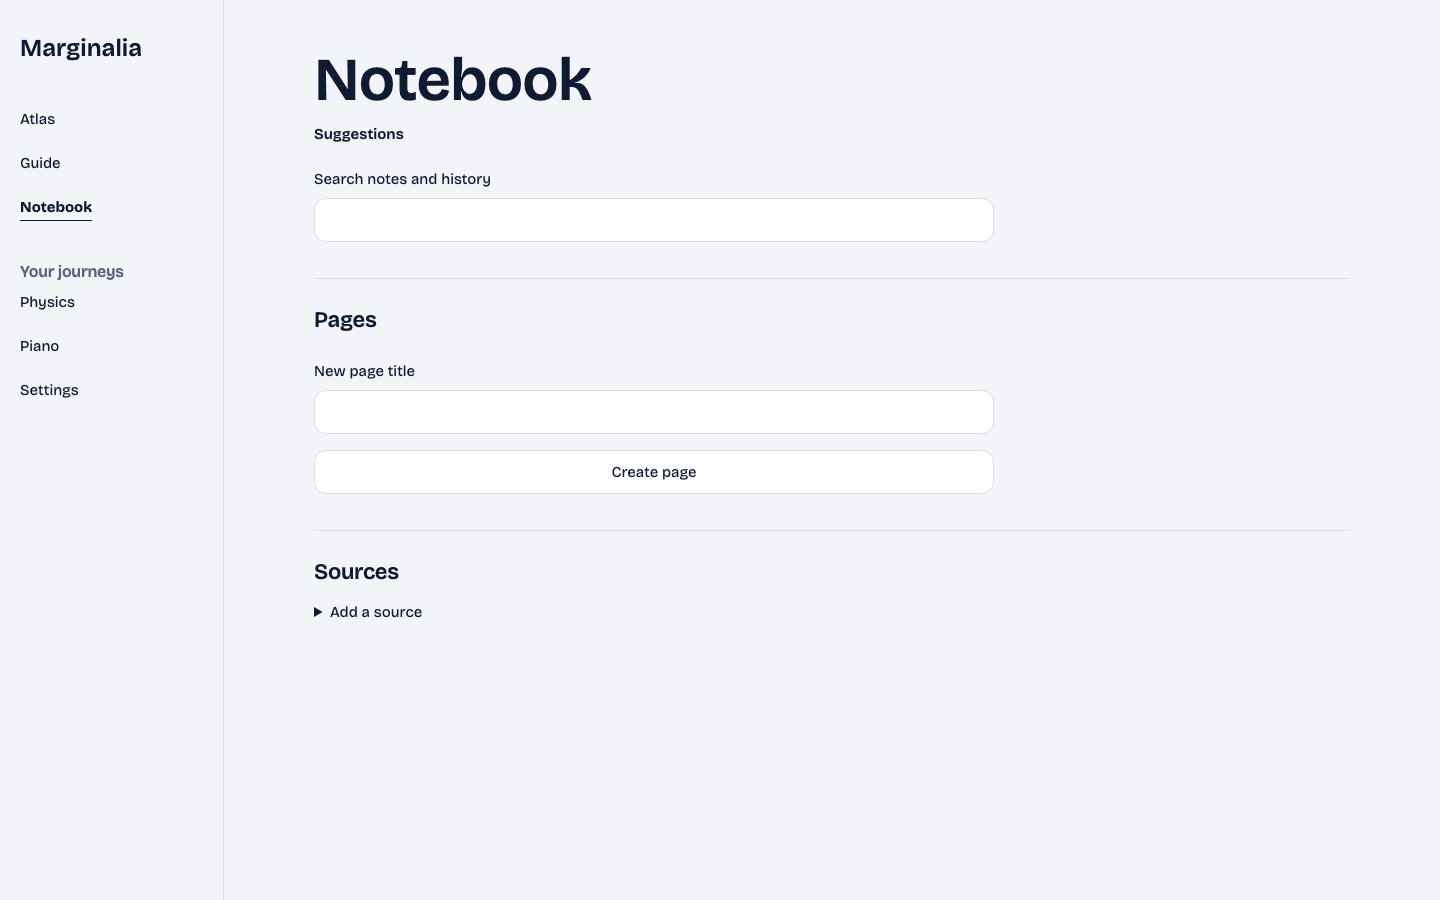 Marginalia
Atlas
Guide
Notebook
Your journeys
Physics
Piano
Settings
Notebook
Suggestions
Search notes and history
Pages
New page title
Create page
Sources
Add a source